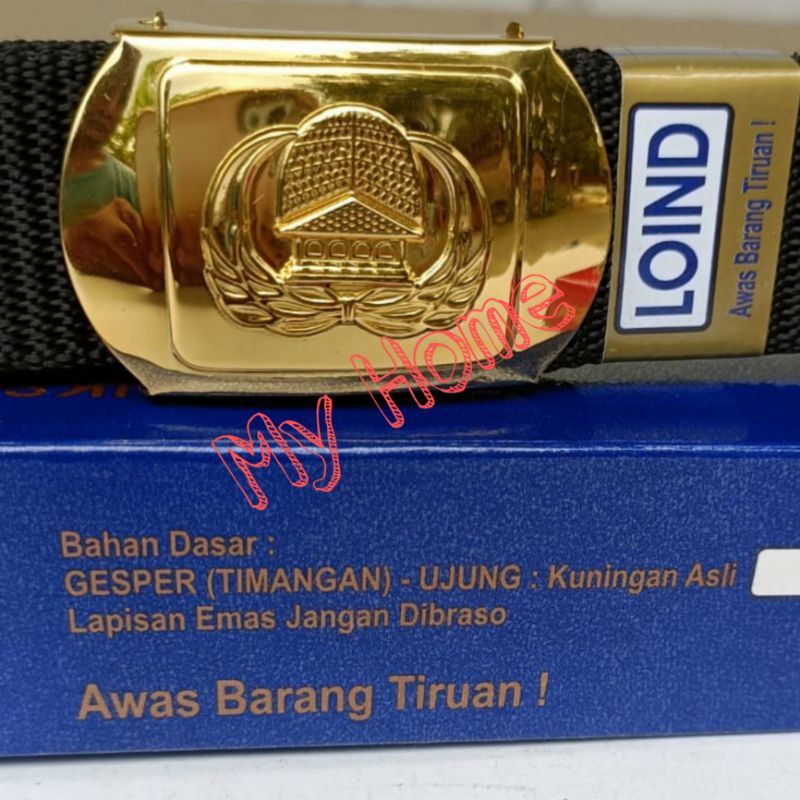 LOIND
Awas Barang Tiruan !
My Home
Bahan Dasar :
GESPER (TIMANGAN) - UJUNG : Kuningan Asli
Lapisan Emas Jangan Dibraso
Awas Barang Tiruan !